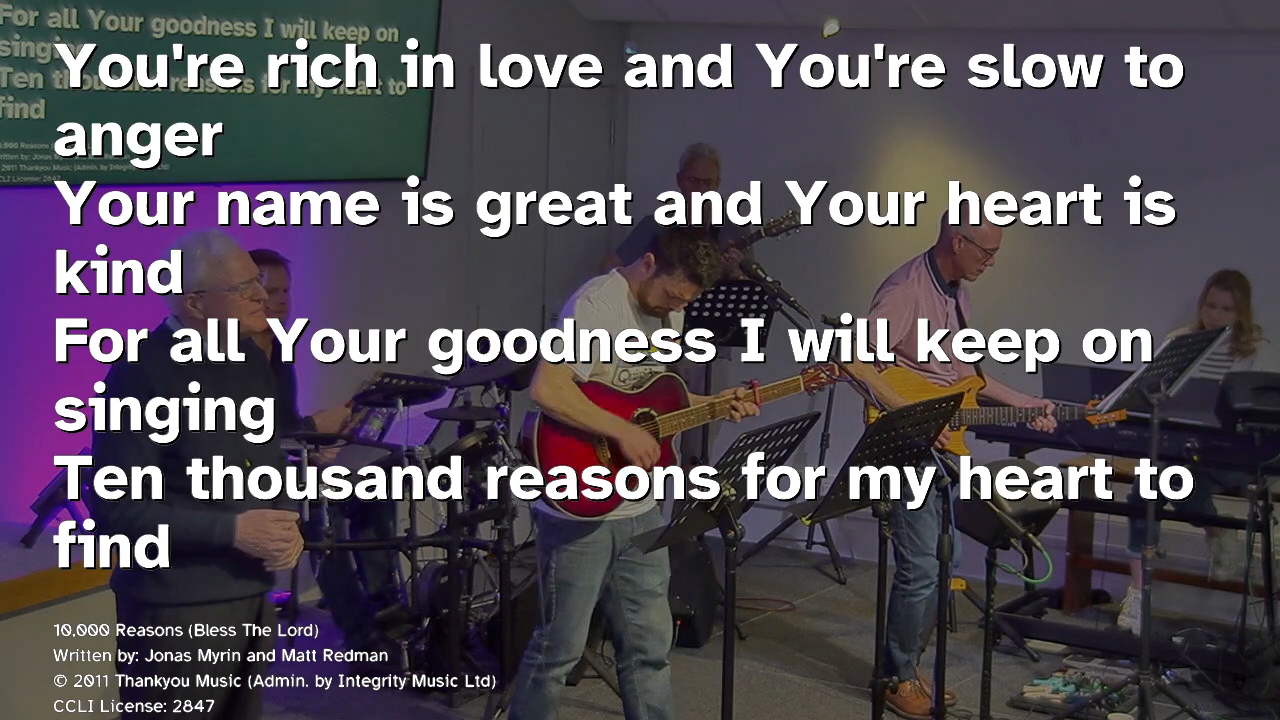 For all Your goodness I will keep on
singing
Ten thousand reasons for my heart to
find
You're rich in love and You're slow to
anger
Your name is great and Your heart is
kind
For all Your goodness I will keep on
singing
Ten thousand reasons for my heart to
find
10,000 Reasons (Bless The Lord)
Written by: Jonas Myrin and Matt Redman
© 2011 Thankyou Music (Admin. by Integrity Music Ltd)
CCLI License: 2847